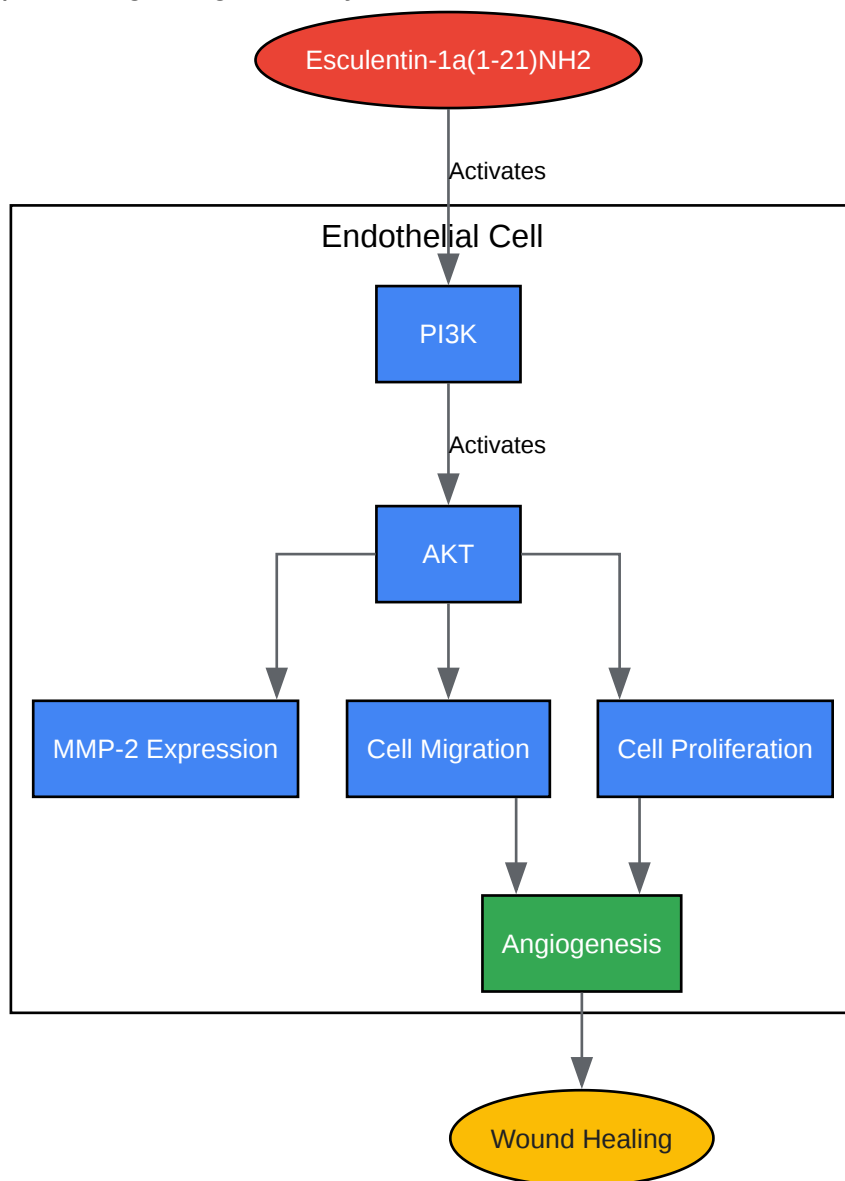 Esculentin-1a(1-21)NH2
Activates
Endothelial Cell
PI3K
Activates
AKT
MMP-2 Expression
Cell Migration
Cell Proliferation
Angiogenesis
Wound Healing